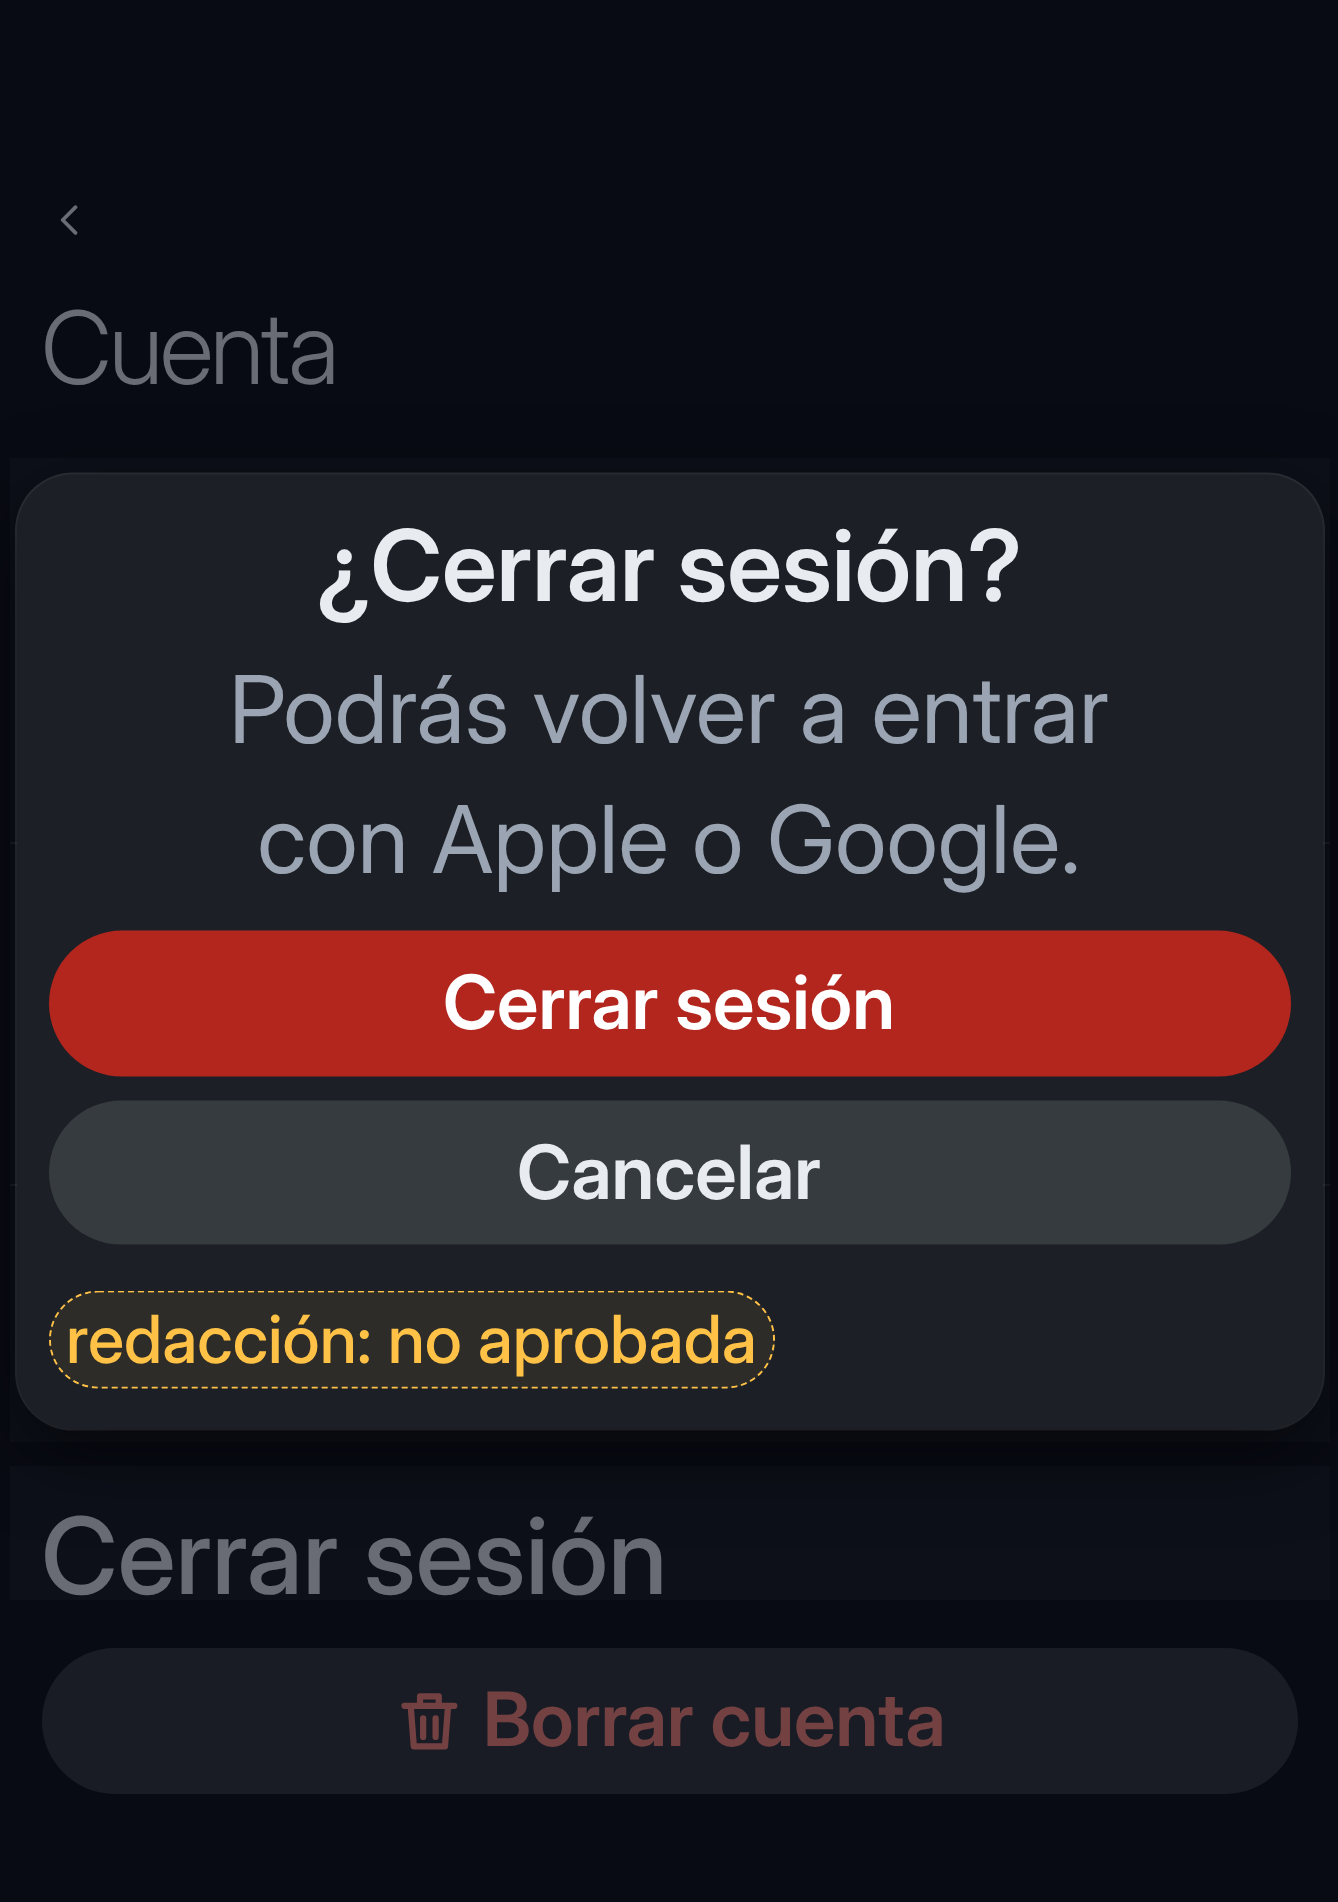 Cuenta
¿Cerrar sesión?
Podrás volver a entrar
con Apple o Google.
Cerrar sesión
Cancelar
redacción: no aprobada
Cerrar sesión
Borrar cuenta